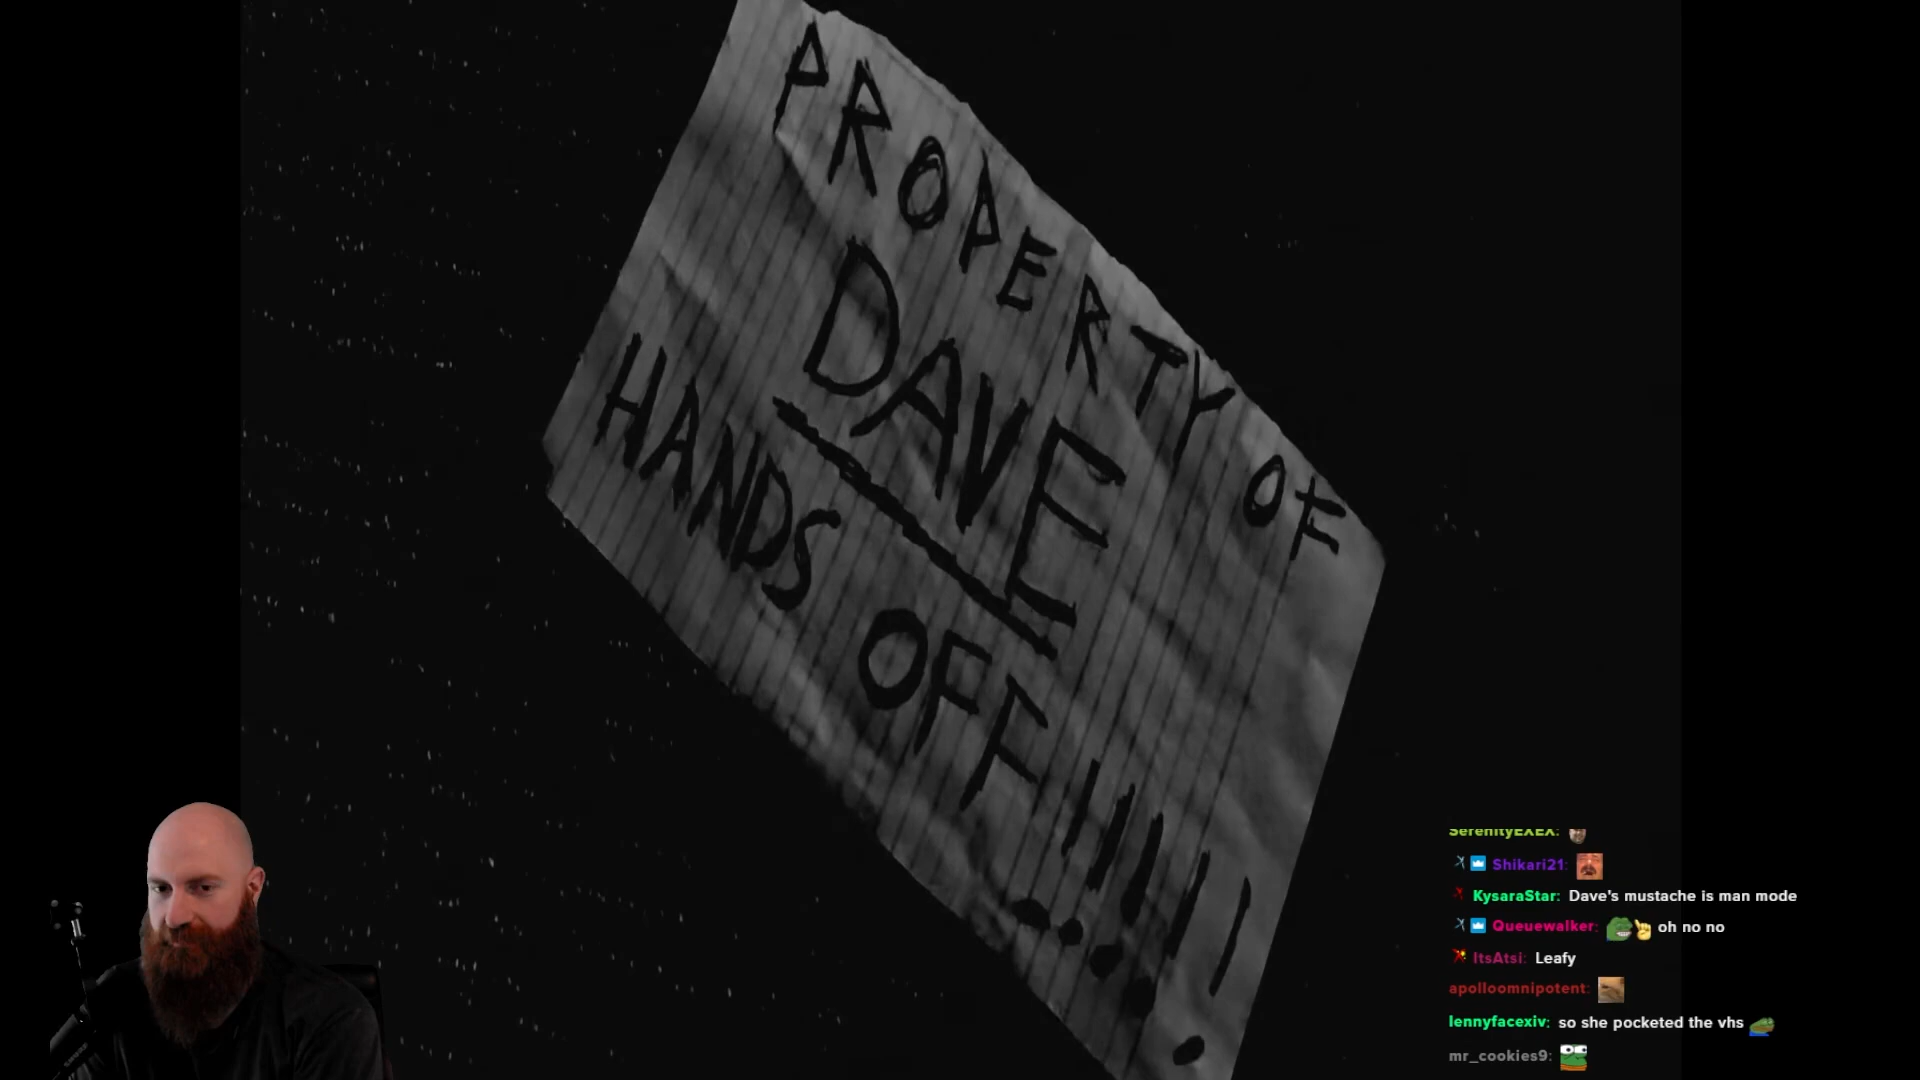 PROPERTY OF
DAVE
HANDS OFF!!!!!
SerenityEXEX:
Shikari21:
KysaraStar: Dave's mustache is man mode
Queuewalker: oh no no
ItsAtsi: Leafy
apolloomnipotent:
lennyfacexiv: so she pocketed the vhs
mr_cookies9: